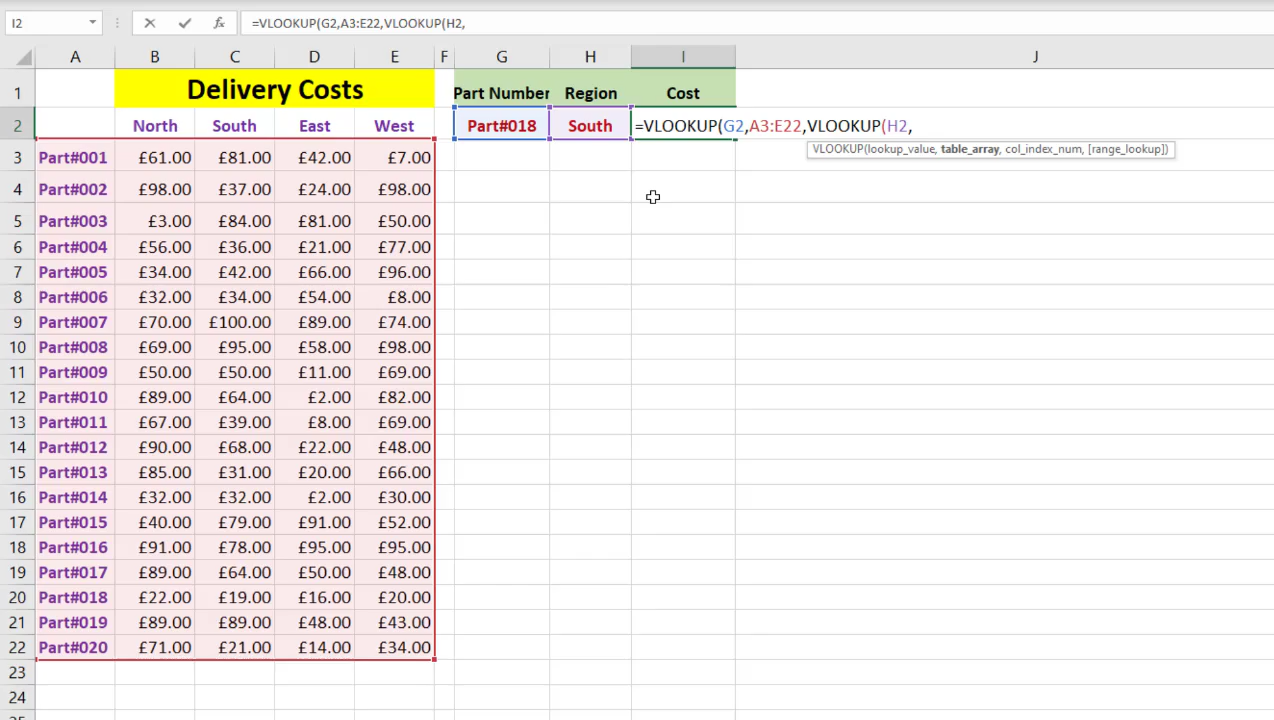 I2 =VLOOKUP(G2,A3:E22,VLOOKUP(H2,
A B C D E F G H I J
1 Delivery Costs Part Number Region Cost
2 North South East West Part#018 South =VLOOKUP(G2,A3:E22,VLOOKUP(H2,
VLOOKUP(lookup_value, table_array, col_index_num, [range_lookup])
3 Part#001 £61.00 £81.00 £42.00 £7.00
4 Part#002 £98.00 £37.00 £24.00 £98.00
5 Part#003 £3.00 £84.00 £81.00 £50.00
6 Part#004 £56.00 £36.00 £21.00 £77.00
7 Part#005 £34.00 £42.00 £66.00 £96.00
8 Part#006 £32.00 £34.00 £54.00 £8.00
9 Part#007 £70.00 £100.00 £89.00 £74.00
10 Part#008 £69.00 £95.00 £58.00 £98.00
11 Part#009 £50.00 £50.00 £11.00 £69.00
12 Part#010 £89.00 £64.00 £2.00 £82.00
13 Part#011 £67.00 £39.00 £8.00 £69.00
14 Part#012 £90.00 £68.00 £22.00 £48.00
15 Part#013 £85.00 £31.00 £20.00 £66.00
16 Part#014 £32.00 £32.00 £2.00 £30.00
17 Part#015 £40.00 £79.00 £91.00 £52.00
18 Part#016 £91.00 £78.00 £95.00 £95.00
19 Part#017 £89.00 £64.00 £50.00 £48.00
20 Part#018 £22.00 £19.00 £16.00 £20.00
21 Part#019 £89.00 £89.00 £48.00 £43.00
22 Part#020 £71.00 £21.00 £14.00 £34.00
23
24